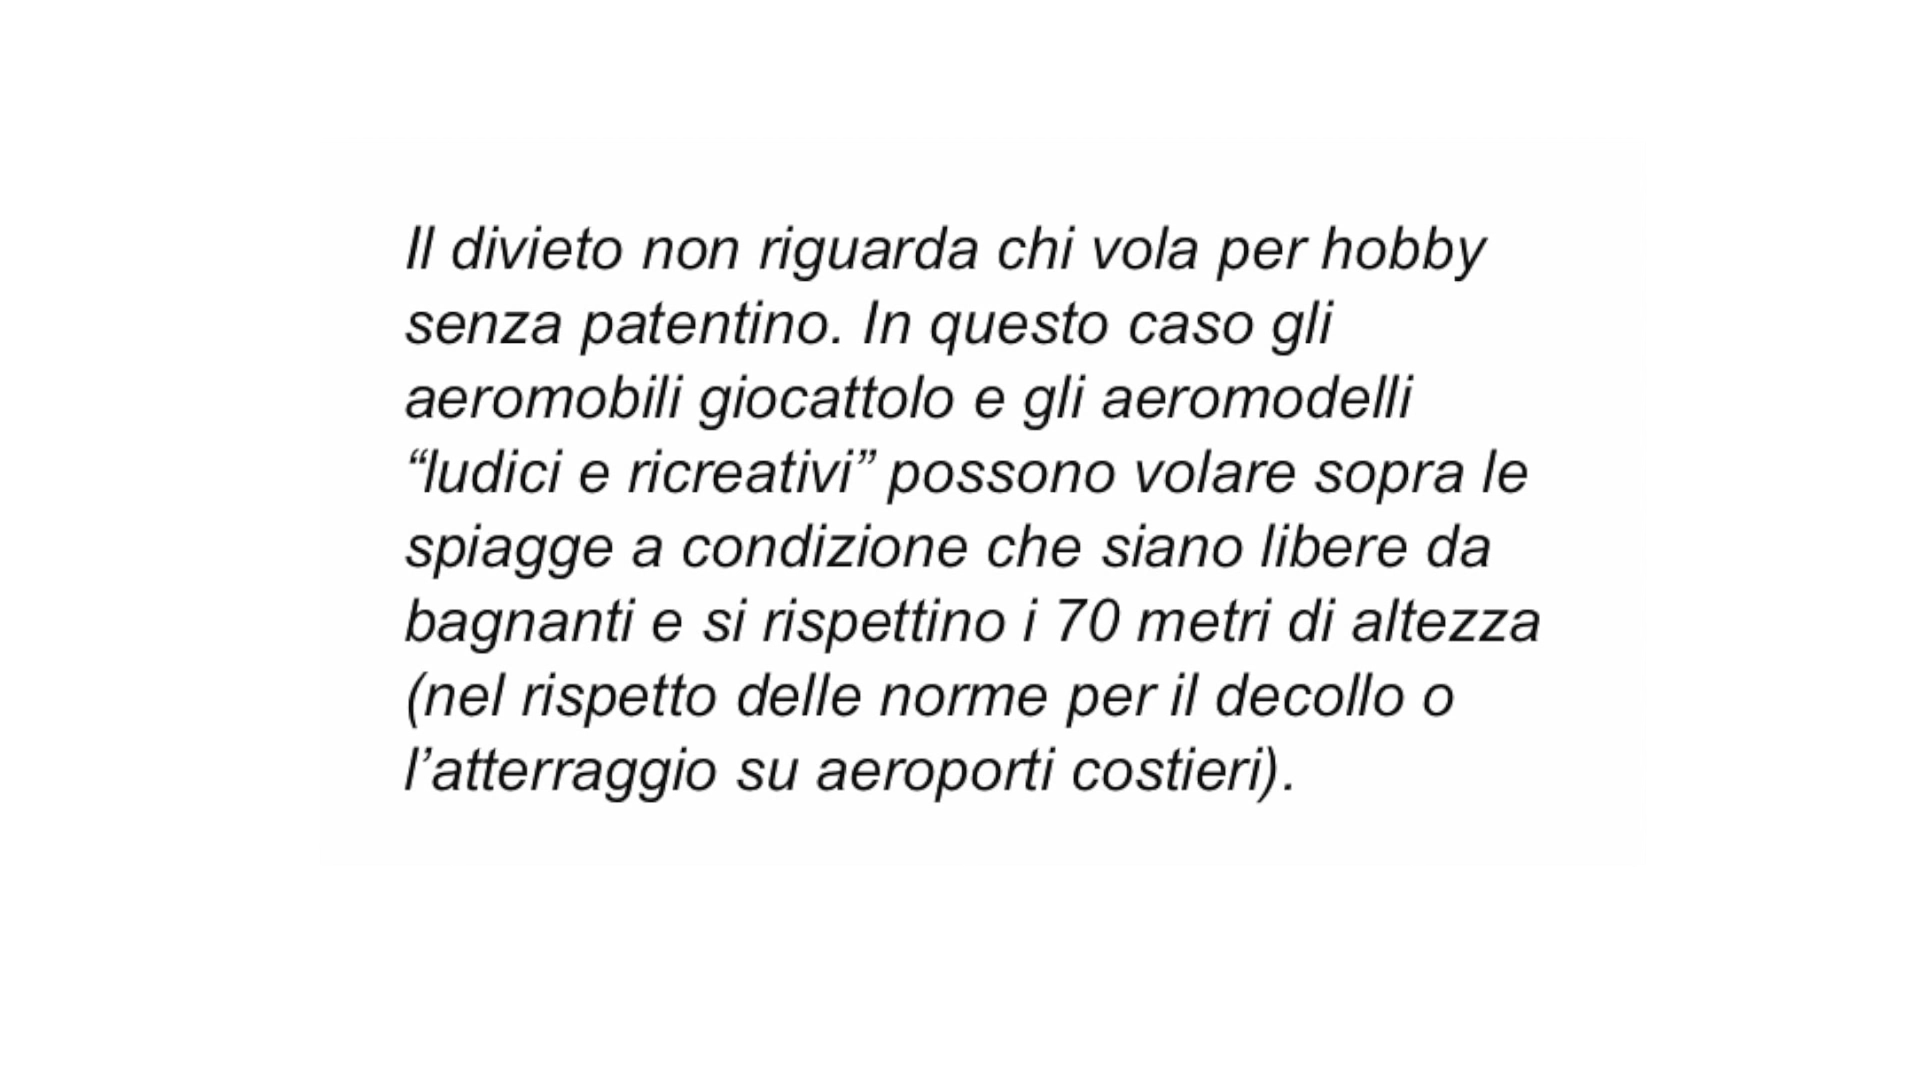 Il divieto non riguarda chi vola per hobby
senza patentino. In questo caso gli
aeromobili giocattolo e gli aeromodelli
“ludici e ricreativi” possono volare sopra le
spiagge a condizione che siano libere da
bagnanti e si rispettino i 70 metri di altezza
(nel rispetto delle norme per il decollo o
l’atterraggio su aeroporti costieri).